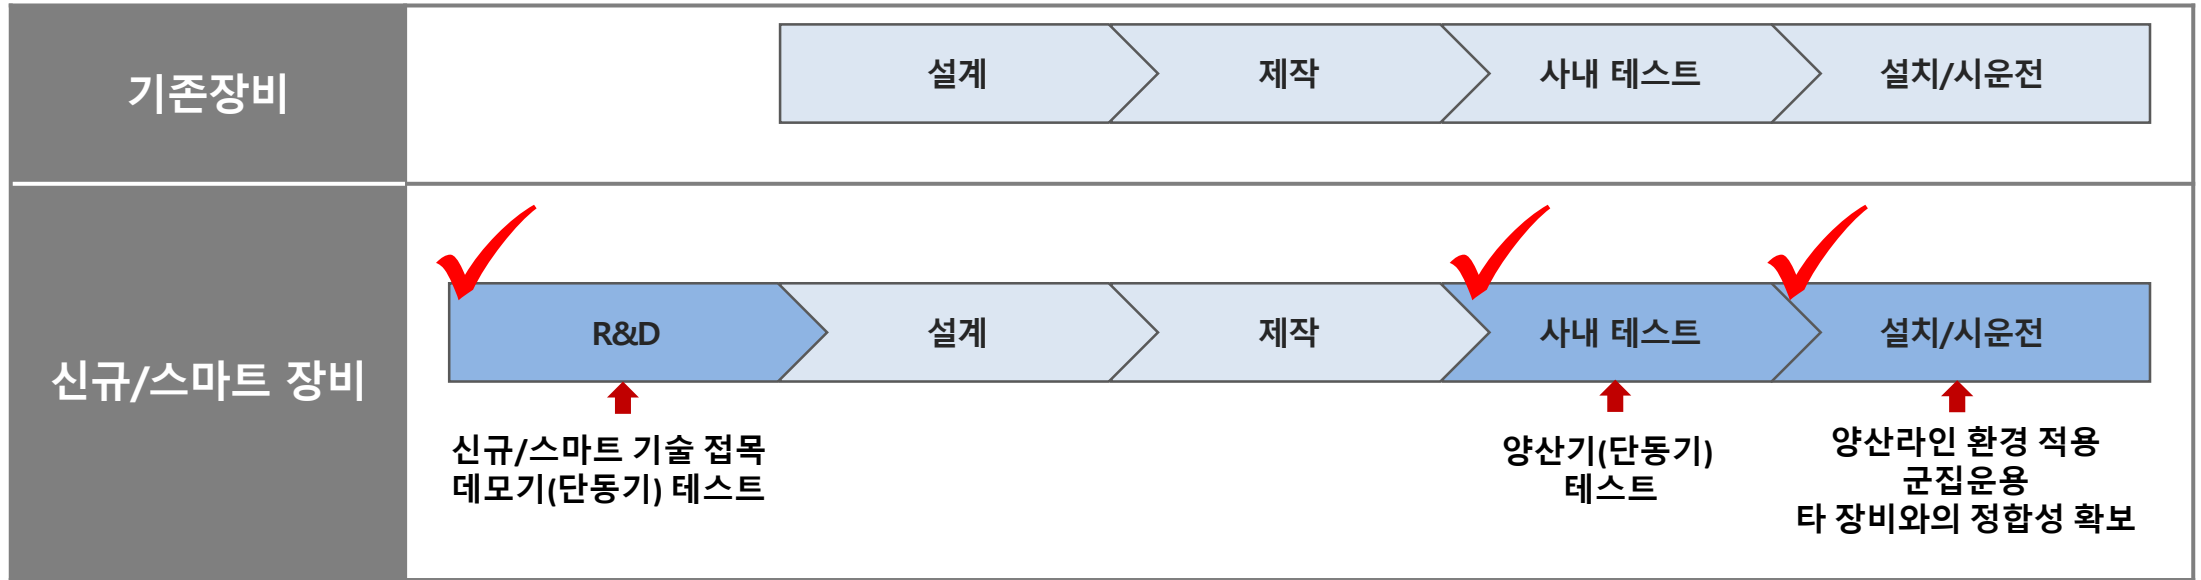 기존장비
설계
제작
사내 테스트
설치/시운전
신규/스마트 장비
R&D
설계
제작
사내 테스트
설치/시운전
신규/스마트 기술 접목
데모기(단동기) 테스트
양산기(단동기)
테스트
양산라인 환경 적용
군집운용
타 장비와의 정합성 확보